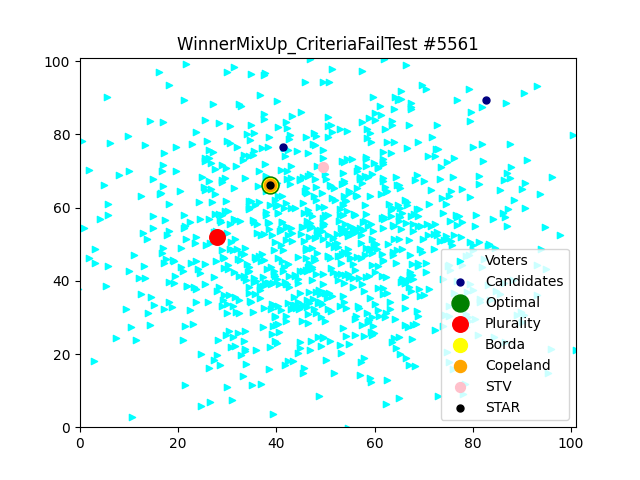 WinnerMixUp_CriteriaFailTest #5561
100
80
60
40
20
0
0
20
40
60
80
100
Voters
Candidates
Optimal
Plurality
Borda
Copeland
STV
STAR